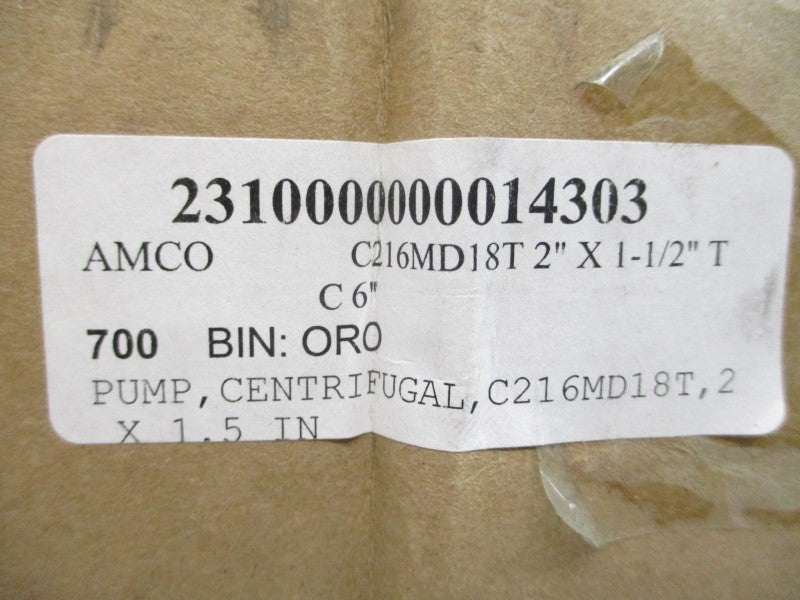 2310000000014303
AMCO C216MD18T 2" X 1-1/2" T
C 6"
700 BIN: ORO
PUMP,CENTRIFUGAL,C216MD18T,2
X 1.5 IN